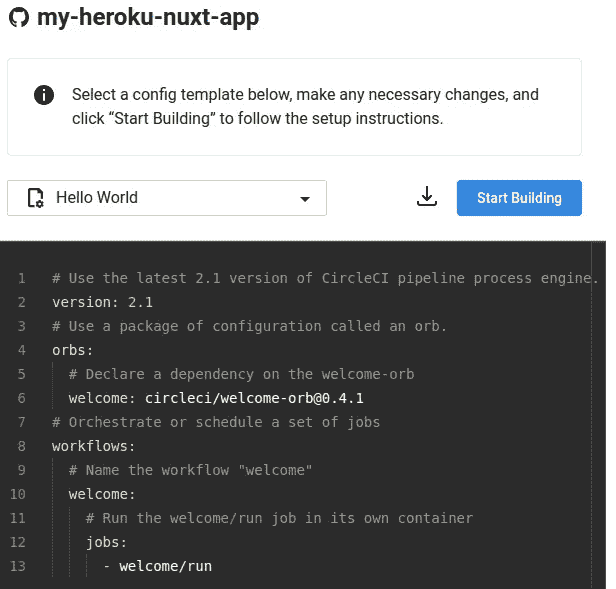 my-heroku-nuxt-app
Select a config template below, make any necessary changes, and
click “Start Building” to follow the setup instructions.
Hello World
Start Building
1 # Use the latest 2.1 version of CircleCI pipeline process engine.
2 version: 2.1
3 # Use a package of configuration called an orb.
4 orbs:
5   # Declare a dependency on the welcome-orb
6   welcome: circleci/welcome-orb@0.4.1
7 # Orchestrate or schedule a set of jobs
8 workflows:
9   # Name the workflow "welcome"
10   welcome:
11     # Run the welcome/run job in its own container
12     jobs:
13       - welcome/run